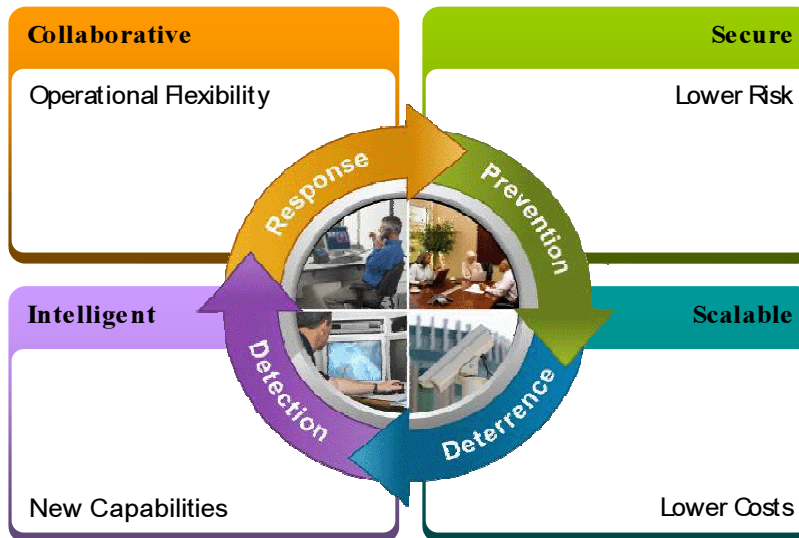 Collaborative
Operational Flexibility
Secure
Lower Risk
Response
Prevention
Detection
Deterrence
Intelligent
New Capabilities
Scalable
Lower Costs